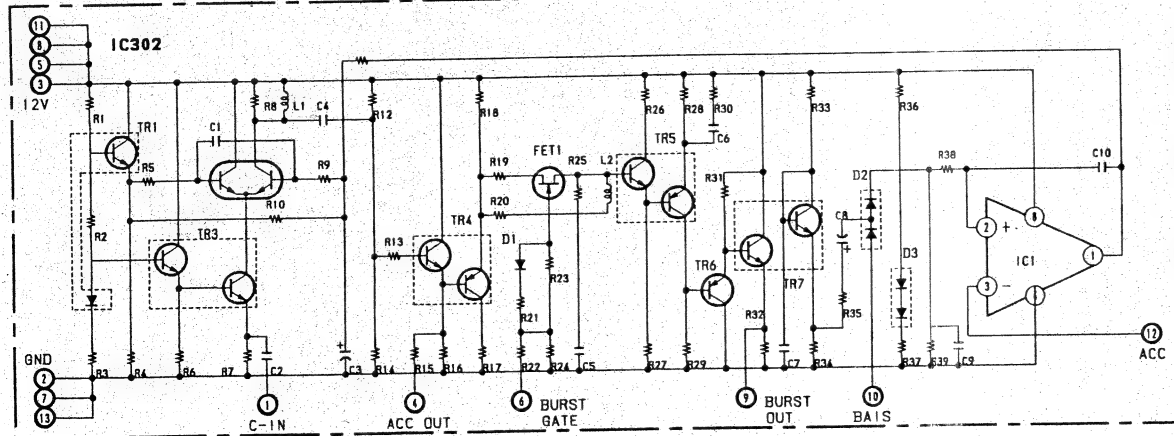 11
8
5
3
12V
IC302
R1
TR1
R2
R5
C1
R8
L1
C4
R9
R10
R12
TR3
R3
R4
R6
R7
C2
C3
GND
2
7
13
1
C-IN
R13
TR4
R18
R19
R20
FET1
R25
L2
D1
R23
R21
R14
R15
R16
R17
R22
R24
C5
4
ACC OUT
6
BURST
GATE
R26
R28
R30
C6
TR5
TR6
R31
R33
R27
R29
R32
TR7
C7
R34
9
BURST
OUT
C8
+
R35
D2
D3
R36
R37
R38
R39
C9
10
BAIS
C10
2
+
3
-
IC1
8
1
12
ACC